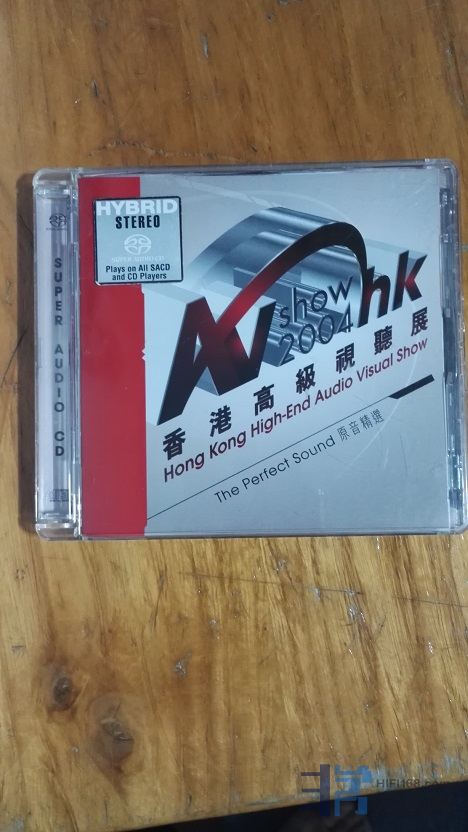 HYBRID
STEREO
SUPER AUDIO CD
Plays on All SACD
and CD Players
SUPER AUDIO CD
AV show hk
2004
香港高級視聽展
Hong Kong High-End Audio Visual Show
The Perfect Sound 原音精選
HIFI168